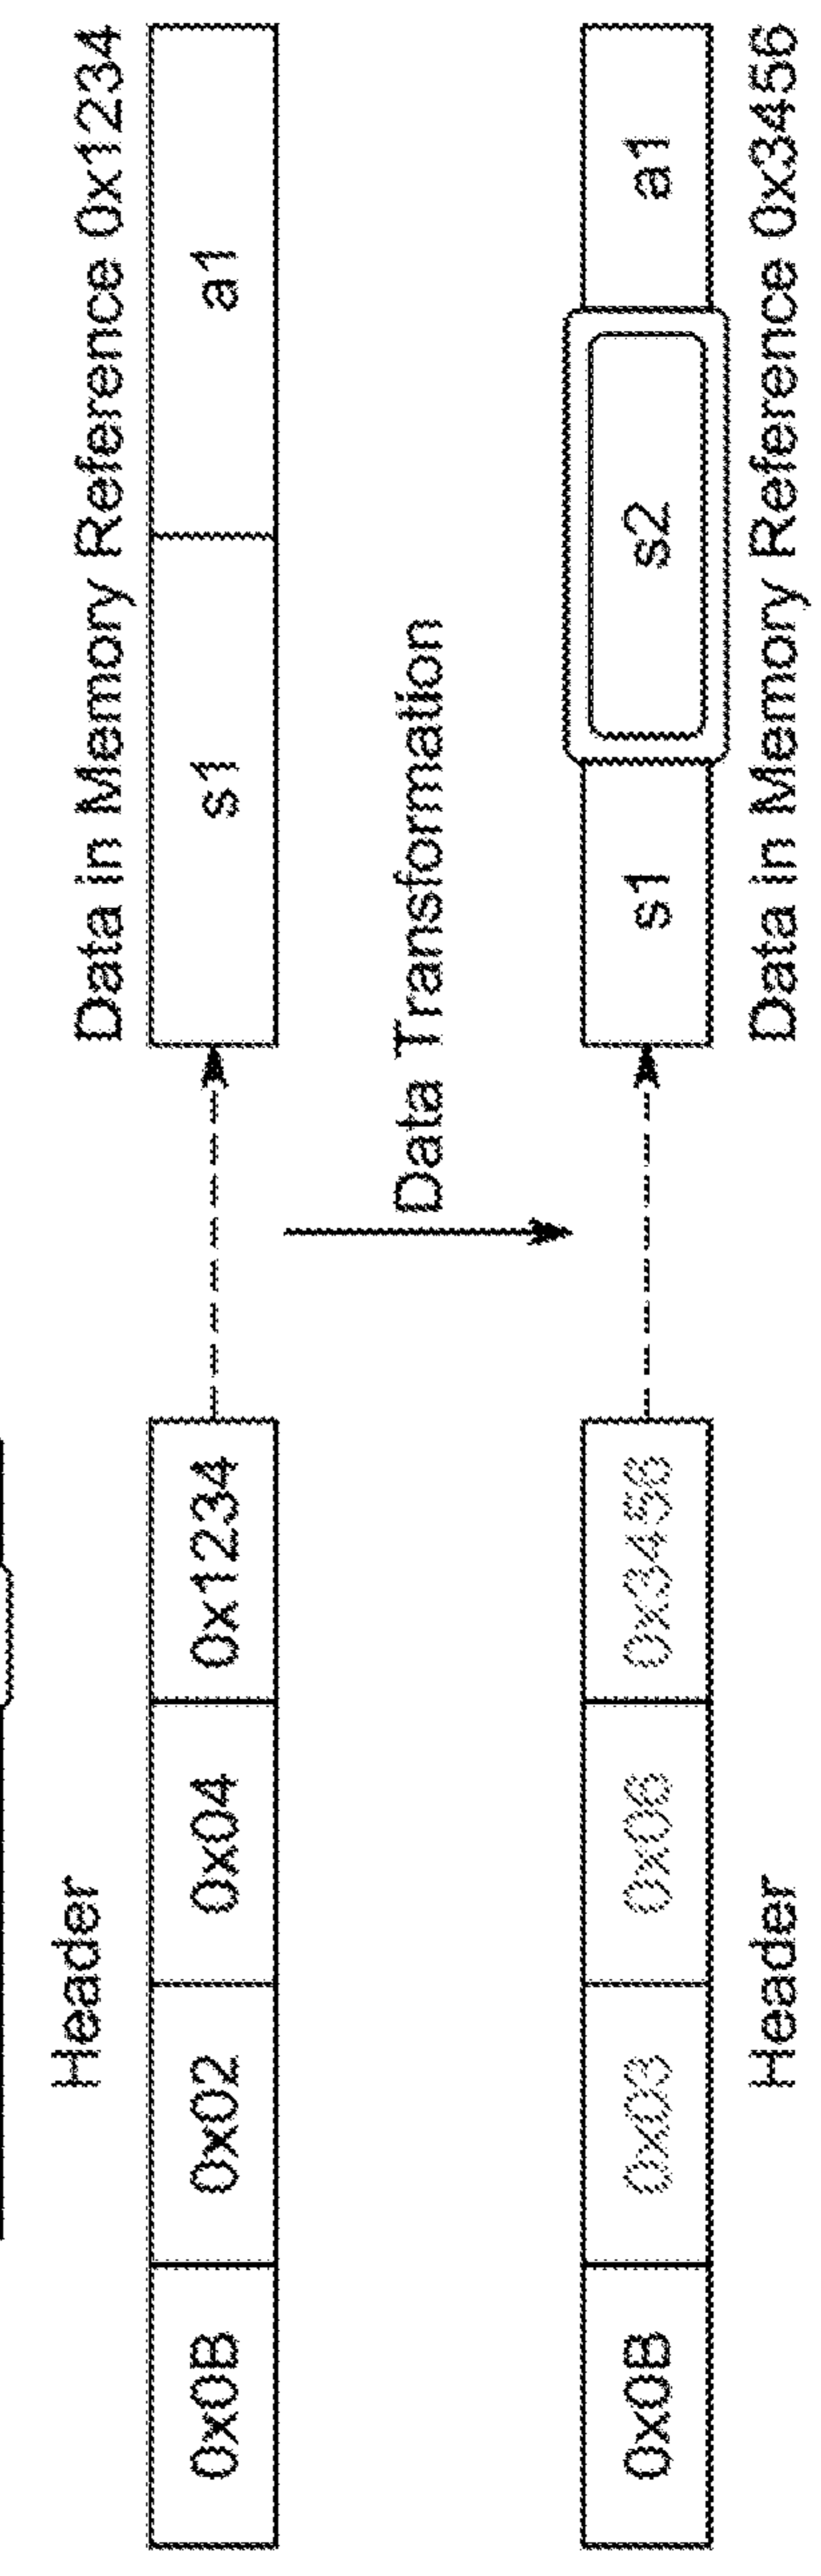 Header
Data in Memory Reference 0x1234
0x0B 0x02 0x04 0x1234
s1 a1
Data Transformation
0x0B 0x03 0x06 0x3456
s1 s2 a1
Header
Data in Memory Reference 0x3456